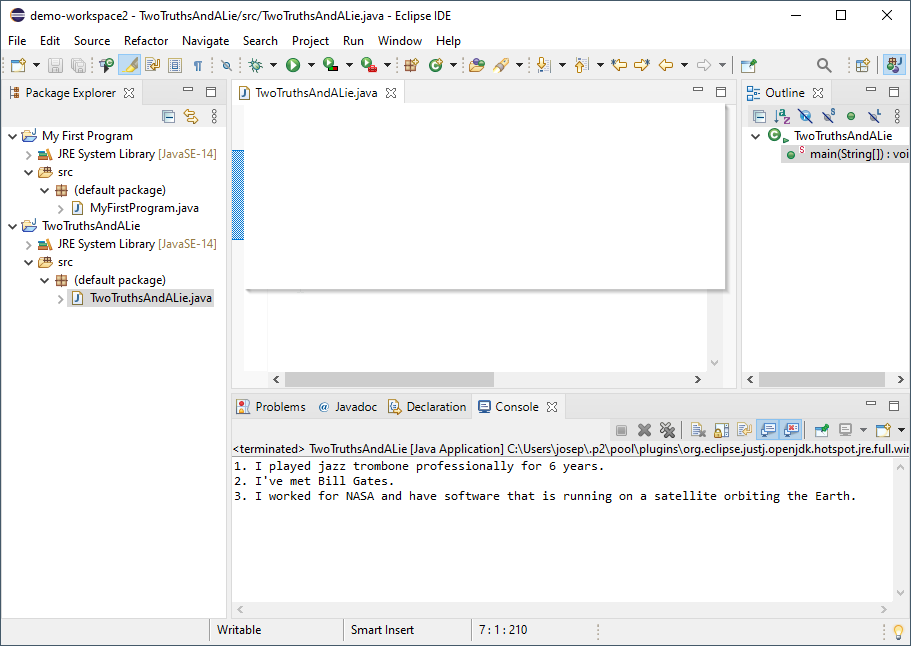 demo-workspace2 - TwoTruthsAndALie/src/TwoTruthsAndALie.java - Eclipse IDE
File Edit Source Refactor Navigate Search Project Run Window Help
Package Explorer
My First Program
JRE System Library [JavaSE-14]
src
(default package)
MyFirstProgram.java
TwoTruthsAndALie
JRE System Library [JavaSE-14]
src
(default package)
TwoTruthsAndALie.java
TwoTruthsAndALie.java
Outline
TwoTruthsAndALie
main(String[]) : voi
Problems @ Javadoc Declaration Console
<terminated> TwoTruthsAndALie [Java Application] C:\Users\josep\.p2\pool\plugins\org.eclipse.justj.openjdk.hotspot.jre.full.win
1. I played jazz trombone professionally for 6 years.
2. I've met Bill Gates.
3. I worked for NASA and have software that is running on a satellite orbiting the Earth.
Writable Smart Insert 7 : 1 : 210